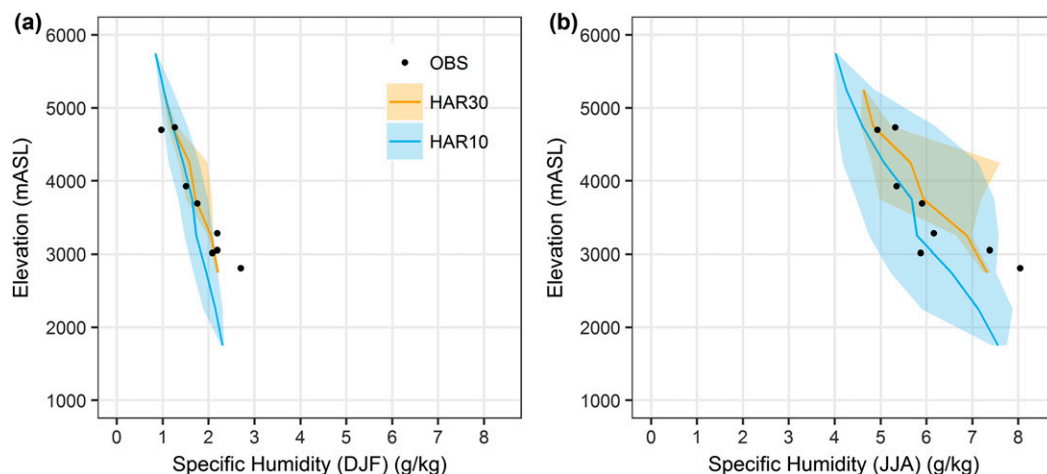 (a)
6000
5000
4000
3000
2000
1000
Elevation (mASL)
OBS
HAR30
HAR10
0 1 2 3 4 5 6 7 8
Specific Humidity (DJF) (g/kg)
(b)
6000
5000
4000
3000
2000
1000
Elevation (mASL)
0 1 2 3 4 5 6 7 8
Specific Humidity (JJA) (g/kg)